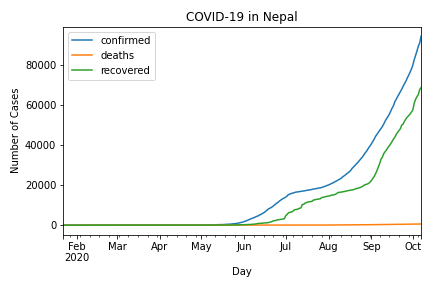 COVID-19 in Nepal
confirmed
deaths
recovered
Number of Cases
80000
60000
40000
20000
0
Feb Mar Apr May Jun Jul Aug Sep Oct
2020
Day